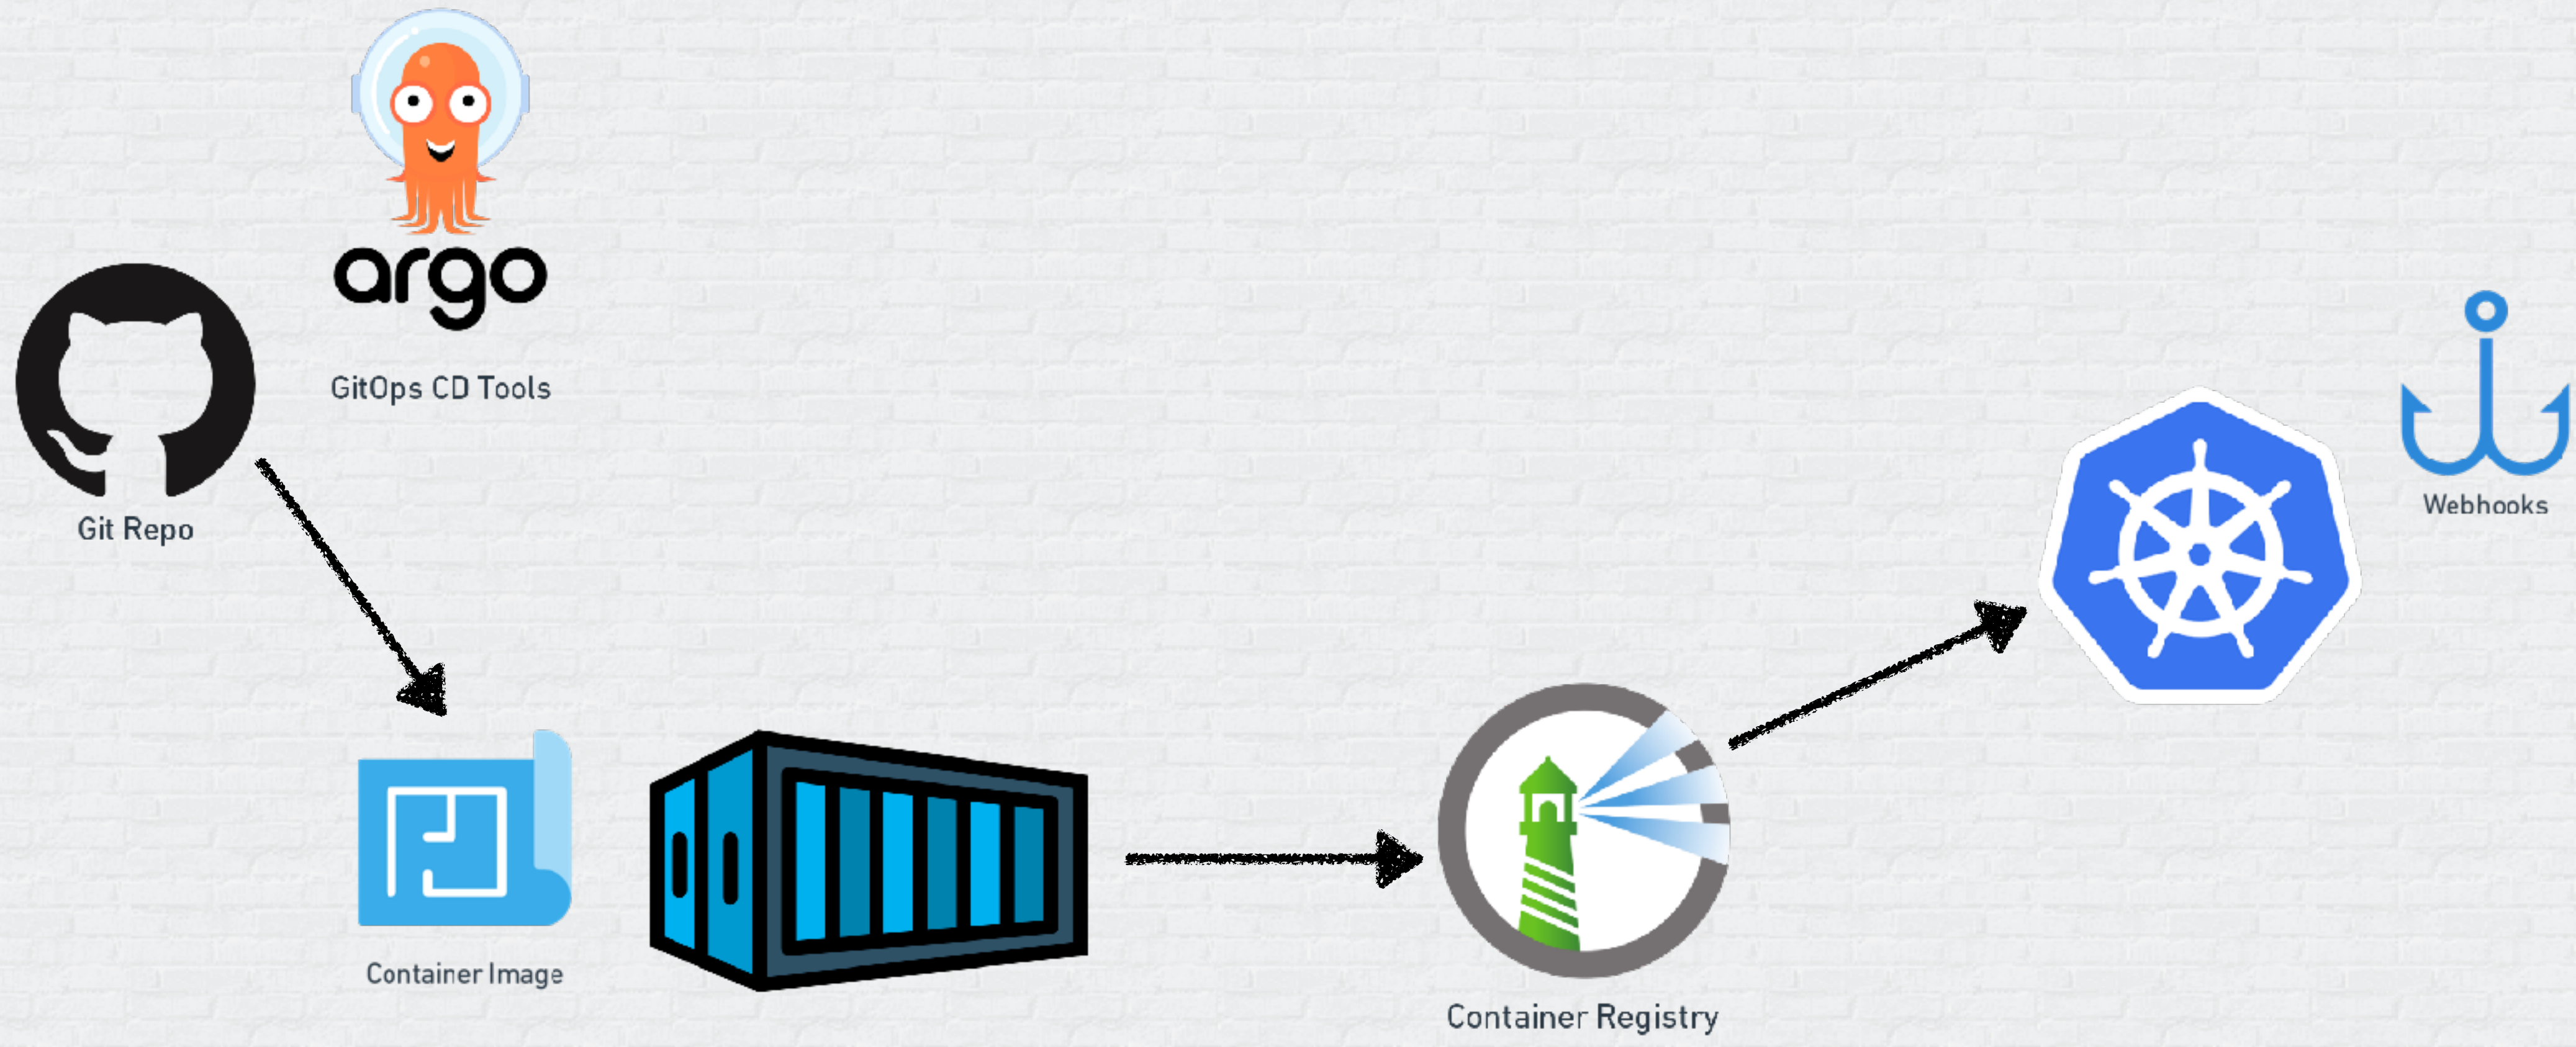 argo
GitOps CD Tools
Git Repo
Webhooks
Container Image
Container Registry